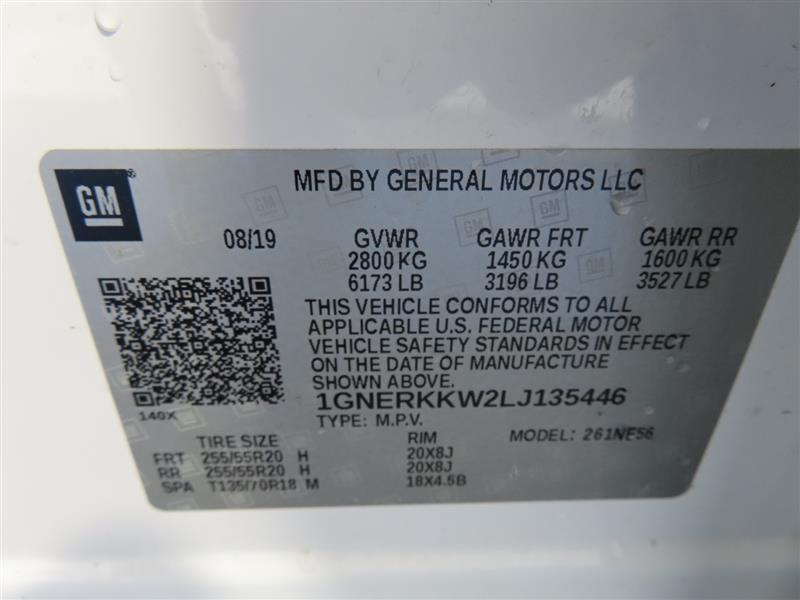 GM® MFD BY GENERAL MOTORS LLC
08/19 GVWR GAWR FRT GAWR RR
2800 KG 1450 KG 1600 KG
6173 LB 3196 LB 3527 LB
THIS VEHICLE CONFORMS TO ALL
APPLICABLE U.S. FEDERAL MOTOR
VEHICLE SAFETY STANDARDS IN EFFECT
ON THE DATE OF MANUFACTURE
SHOWN ABOVE.
1GNERKKW2LJ135446
140X
TYPE: M.P.V. MODEL: 261NE56
TIRE SIZE RIM
FRT 255/55R20 H 20X8J
RR 255/55R20 H 20X8J
SPA T135/70R18 M 18X4.5B